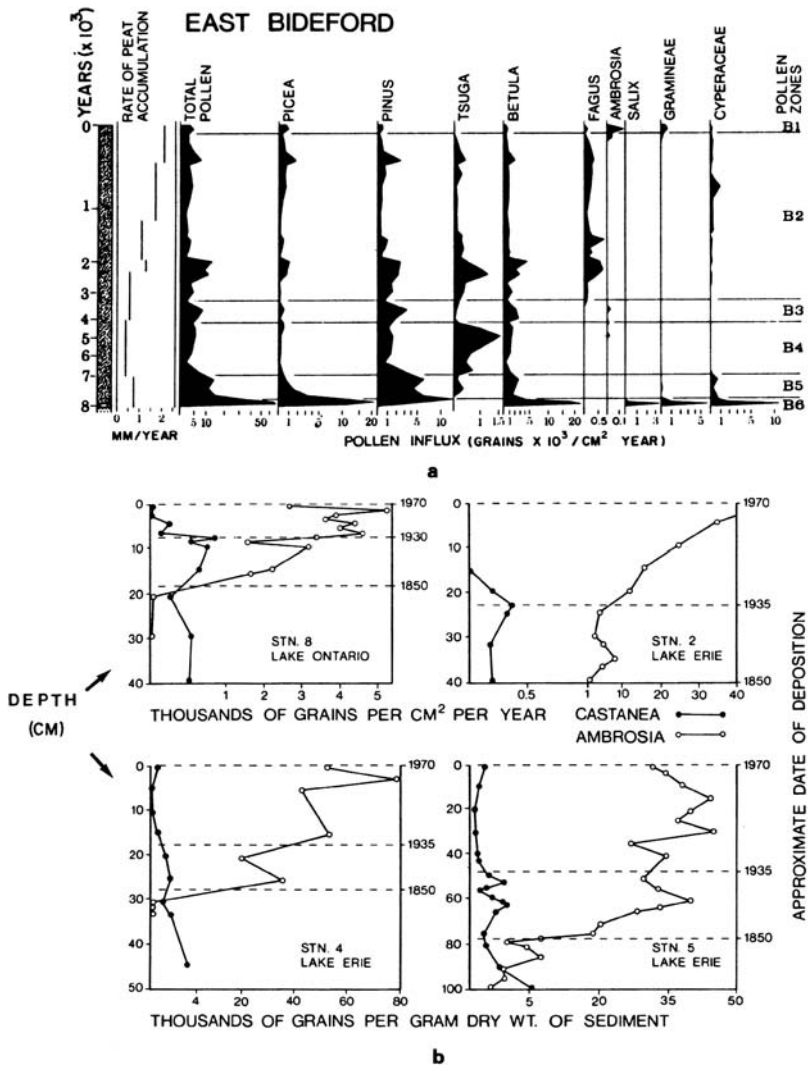 EAST BIDEFORD
YEARS (x 10³)
RATE OF PEAT
ACCUMULATION
TOTAL
POLLEN
PICEA
PINUS
TSUGA
BETULA
FAGUS
AMBROSIA
SALIX
GRAMINEAE
CYPERACEAE
POLLEN
ZONES
0
1
2
3
4
5
6
7
8
B1
B2
B3
B4
B5
B6
0 1 2
5 10 50
1 5 10 20
1 5 10
1 1.5
1 5 10 20
0.5
0.1
1 3
1 5
1 5 10
MM/YEAR
POLLEN INFLUX (GRAINS X 10³/CM² YEAR)
a
0
10
20
30
40
1970
1930
1850
STN. 8
LAKE ONTARIO
1 2 3 4 5
0
10
20
30
40
1970
1935
1850
STN. 2
LAKE ERIE
0.5 10 20 40
DEPTH
(CM)
THOUSANDS OF GRAINS PER CM² PER YEAR
CASTANEA
AMBROSIA
APPROXIMATE DATE OF DEPOSITION
0
10
20
30
40
50
1970
1935
1850
STN. 4
LAKE ERIE
4 20 40 60 80
0
20
40
60
80
100
1970
1935
1850
STN. 5
LAKE ERIE
5 20 35 50
THOUSANDS OF GRAINS PER GRAM DRY WT. OF SEDIMENT
b